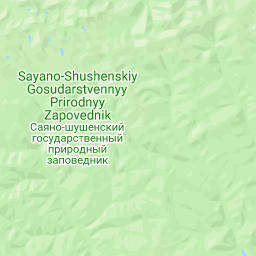 Sayano-Shushenskiy
Gosudarstvennyy
Prirodnyy
Zapovednik
Саяно-шушенский
государственный
природный
заповедник